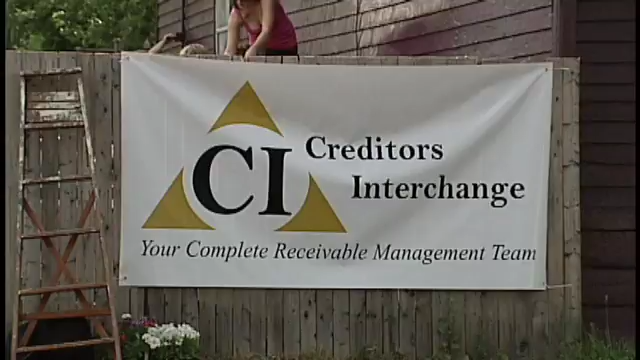 CI
Creditors
Interchange
Your Complete Receivable Management Team